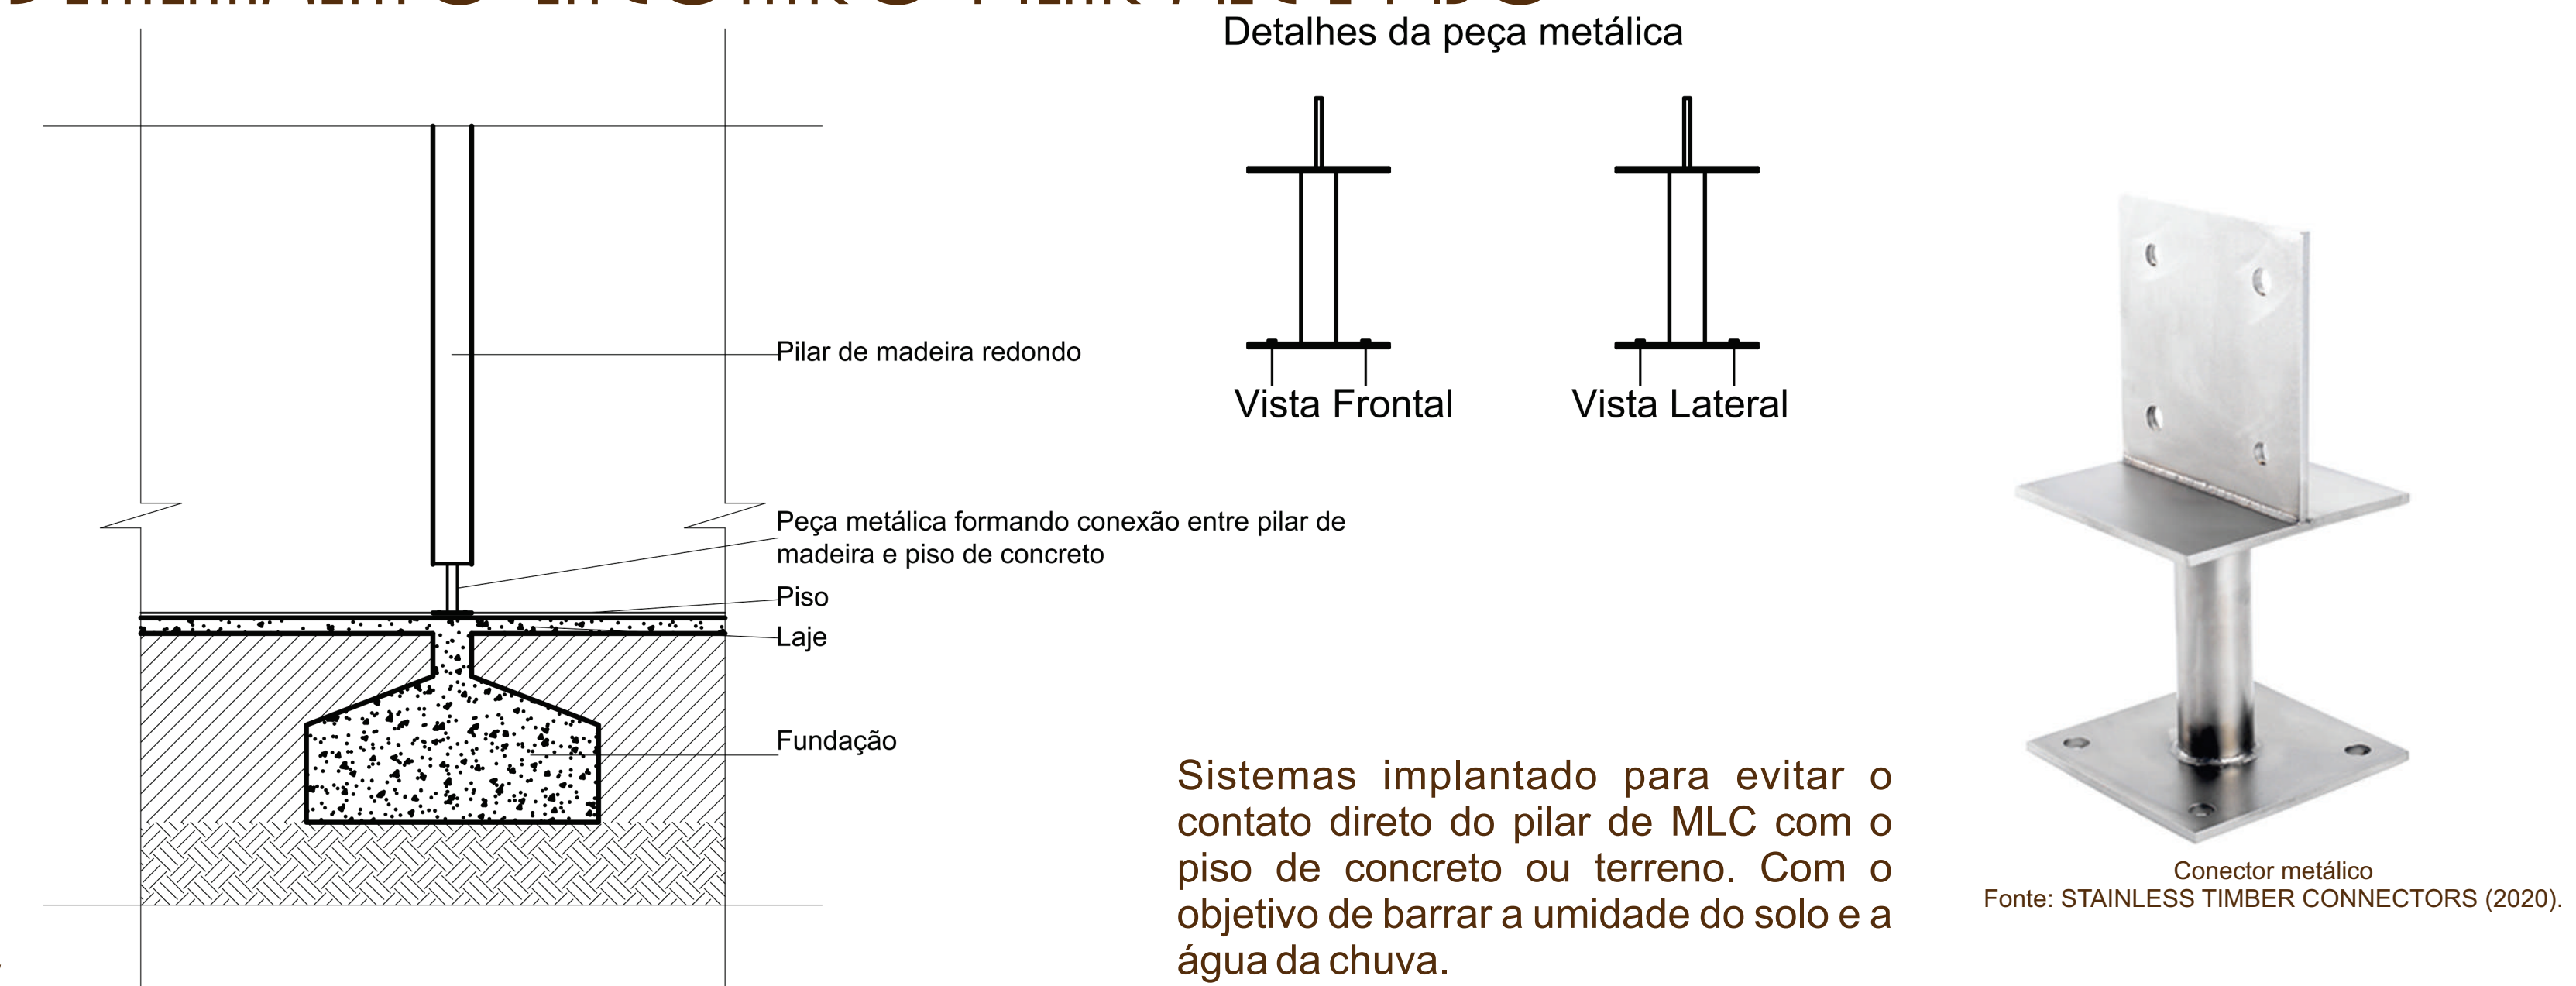 Detalhes da peça metálica
Vista Frontal
Vista Lateral
Pilar de madeira redondo
Peça metálica formando conexão entre pilar de
madeira e piso de concreto
Piso
Laje
Fundação
Sistemas implantado para evitar o
contato direto do pilar de MLC com o
piso de concreto ou terreno. Com o
objetivo de barrar a umidade do solo e a
água da chuva.
Conector metálico
Fonte: STAINLESS TIMBER CONNECTORS (2020).